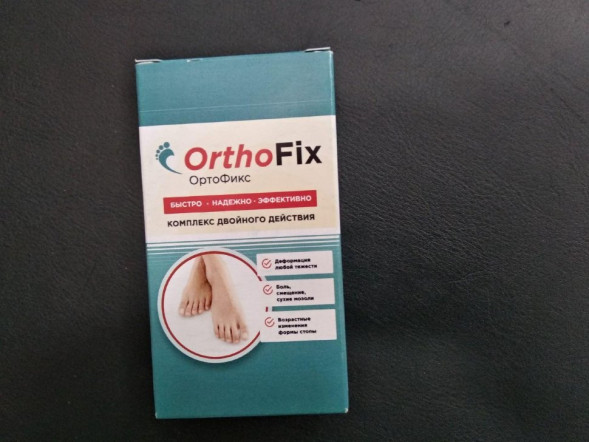 OrthoFix
ОртоФикс
БЫСТРО - НАДЕЖНО - ЭФФЕКТИВНО
КОМПЛЕКС ДВОЙНОГО ДЕЙСТВИЯ
Деформация
любой тяжести
Боль,
смещение,
сухие мозоли
Возрастные
изменения
формы стопы